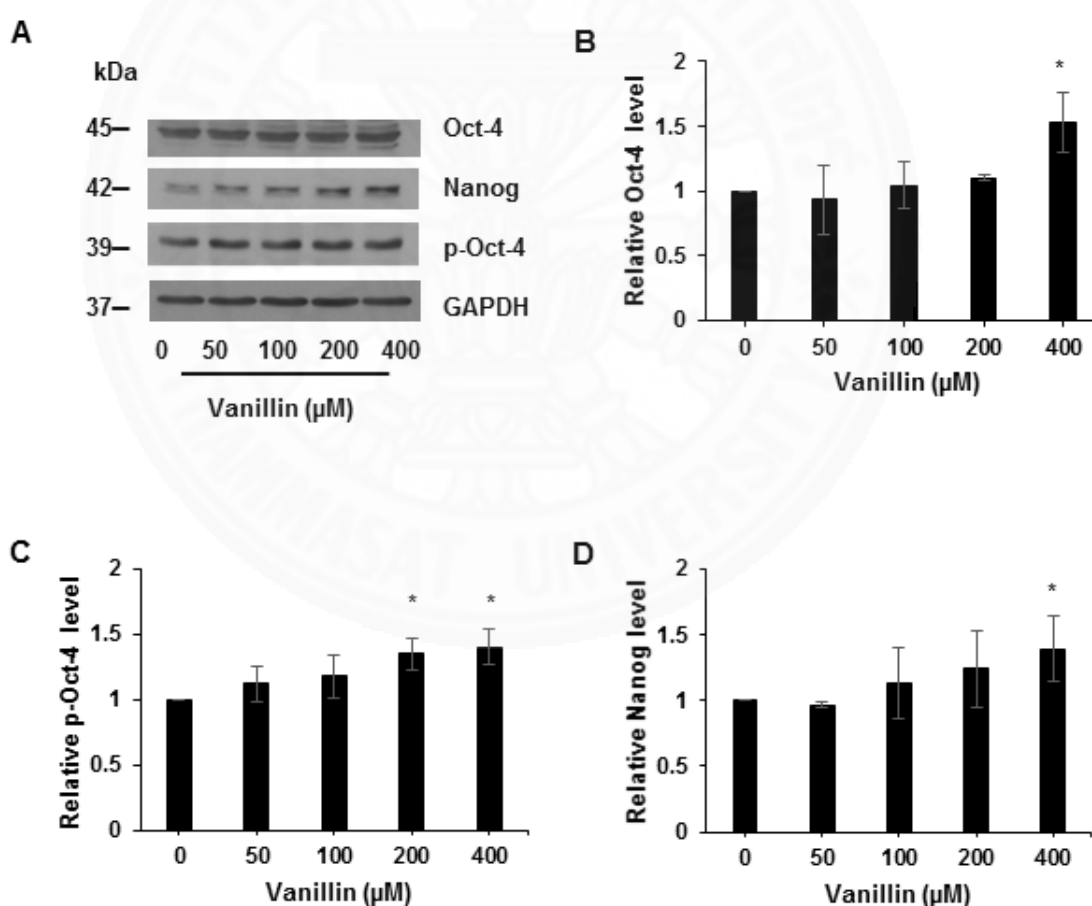 A
kDa
45
Oct-4
42
Nanog
39
p-Oct-4
37
GAPDH
0 50 100 200 400
Vanillin (µM)
B
Relative Oct-4 level
2
1.5
1
0.5
0
*
0 50 100 200 400
Vanillin (µM)
C
Relative p-Oct-4 level
2
1.5
1
0.5
0
* *
0 50 100 200 400
Vanillin (µM)
D
Relative Nanog level
2
1.5
1
0.5
0
*
0 50 100 200 400
Vanillin (µM)
THAMMASAT UNIVERSITY